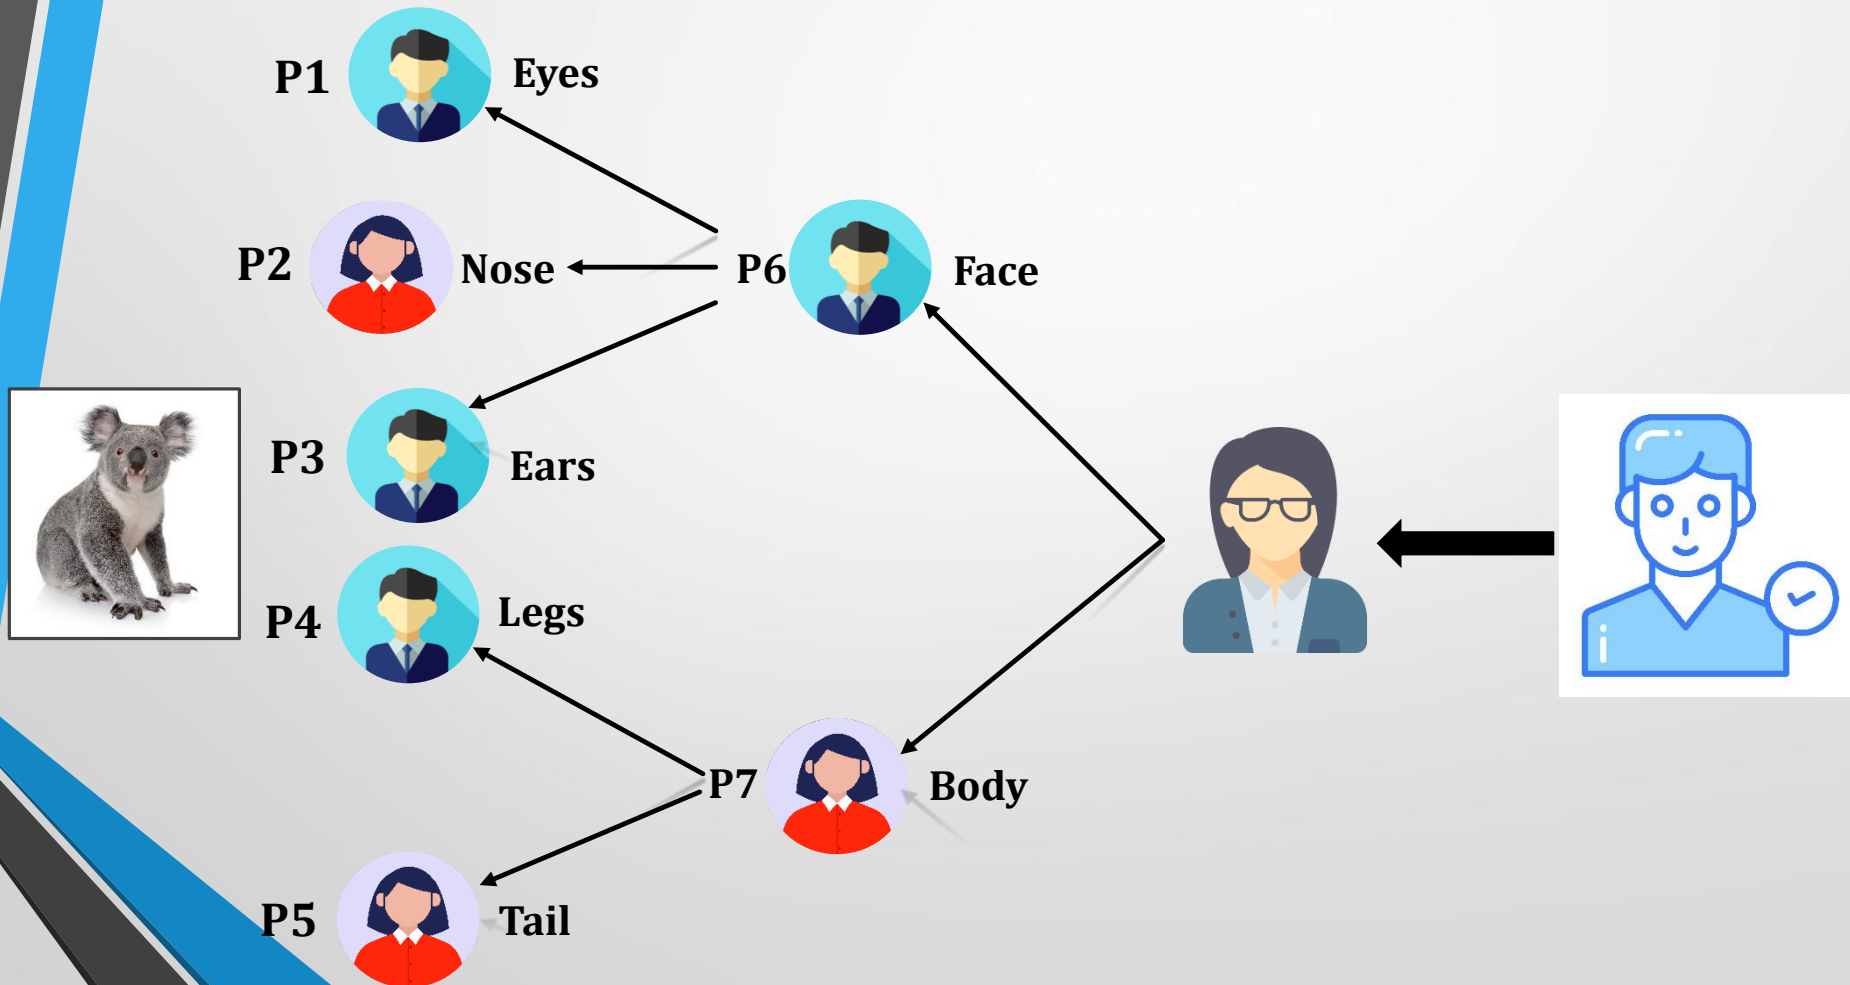 P1 Eyes
P2 Nose
P6 Face
P3 Ears
P4 Legs
P7 Body
P5 Tail